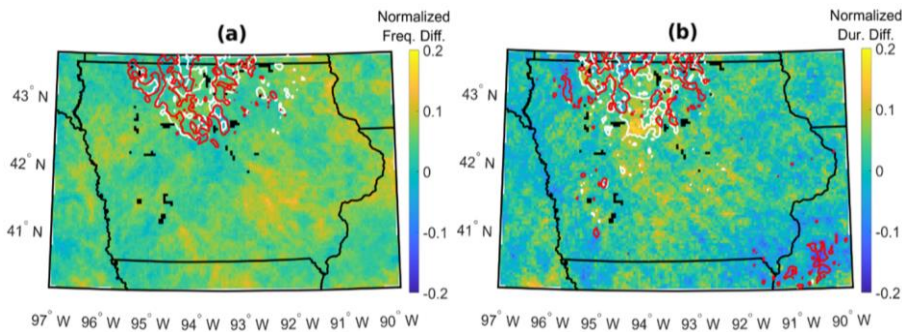 (a)
Normalized
Freq. Diff.
0.2
0.1
0
-0.1
-0.2
43° N
42° N
41° N
97° W 96° W 95° W 94° W 93° W 92° W 91° W 90° W
(b)
Normalized
Dur. Diff.
0.2
0.1
0
-0.1
-0.2
43° N
42° N
41° N
97° W 96° W 95° W 94° W 93° W 92° W 91° W 90° W